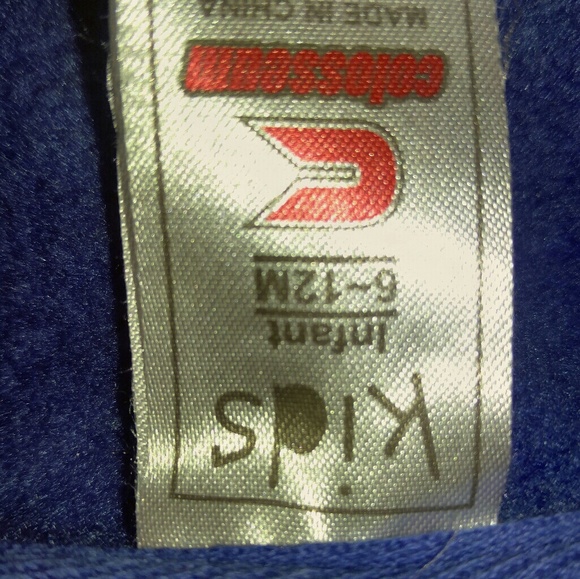 Kids
Infant
6~12M
colosseum
MADE IN CHINA